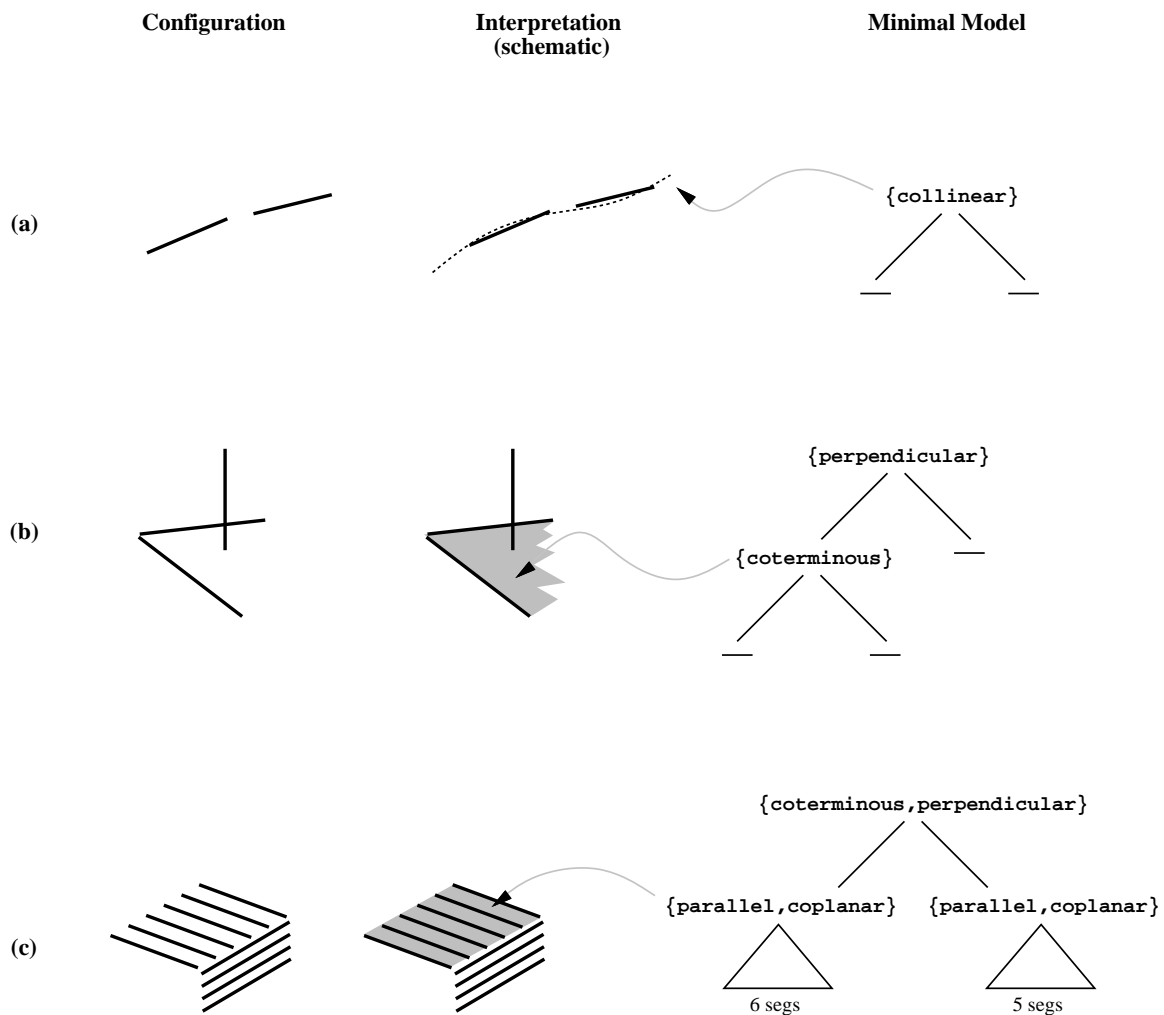 Configuration
Interpretation
(schematic)
Minimal Model
(a)
{collinear}
(b)
{perpendicular}
{coterminous}
(c)
{coterminous,perpendicular}
{parallel,coplanar}
{parallel,coplanar}
6 segs
5 segs